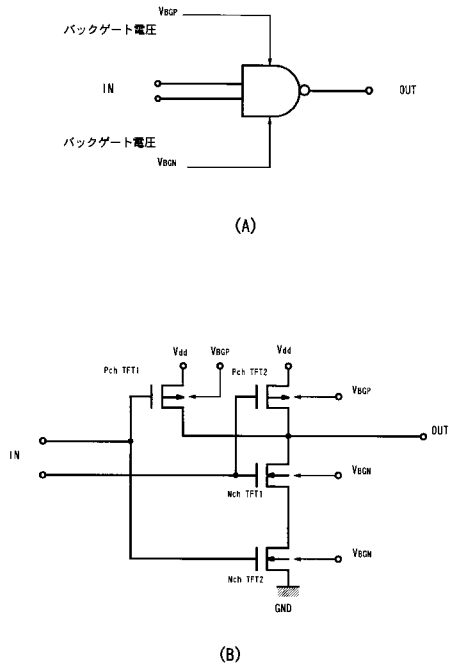 VBGP
バックゲート電圧
IN
OUT
バックゲート電圧
VBGN
(A)
Vdd
VBGP
Vdd
Pch TFT1
Pch TFT2
VBGP
OUT
IN
VBGN
Nch TFT1
VBGN
Nch TFT2
GND
(B)